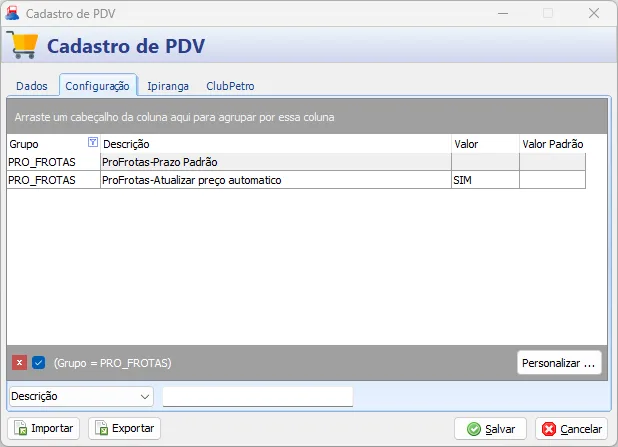 Cadastro de PDV
Cadastro de PDV
Dados Configuração Ipiranga ClubPetro
Arraste um cabeçalho da coluna aqui para agrupar por essa coluna
Grupo Descrição Valor Valor Padrão
PRO_FROTAS ProFrotas-Prazo Padrão
PRO_FROTAS ProFrotas-Atualizar preço automatico SIM
(Grupo = PRO_FROTAS) Personalizar ...
Descrição
Importar Exportar Salvar Cancelar